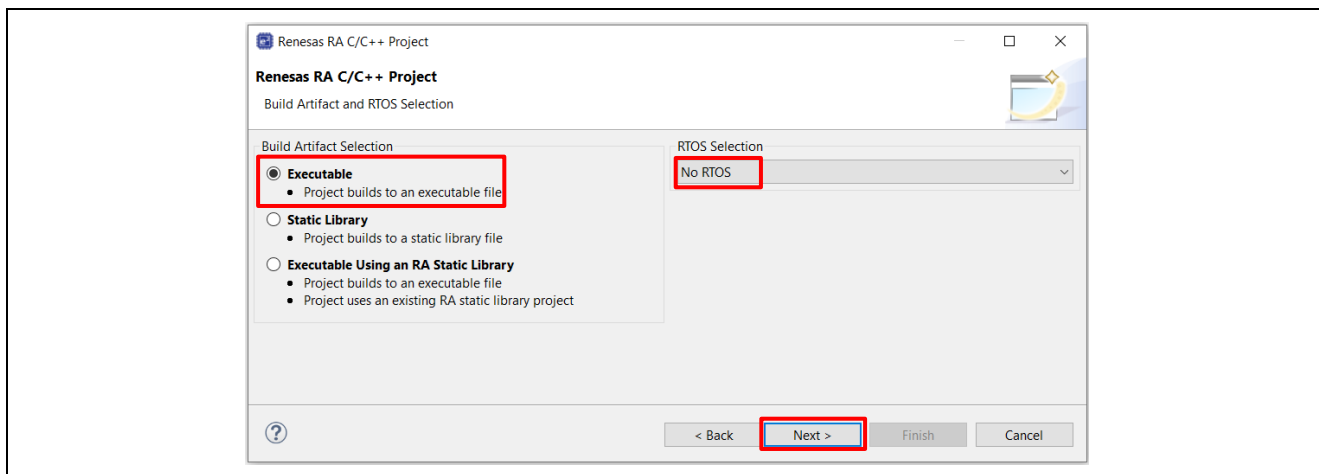 Renesas RA C/C++ Project
Renesas RA C/C++ Project
Build Artifact and RTOS Selection
Build Artifact Selection
Executable
• Project builds to an executable file
Static Library
• Project builds to a static library file
Executable Using an RA Static Library
• Project builds to an executable file
• Project uses an existing RA static library project
RTOS Selection
No RTOS
?
< Back
Next >
Finish
Cancel